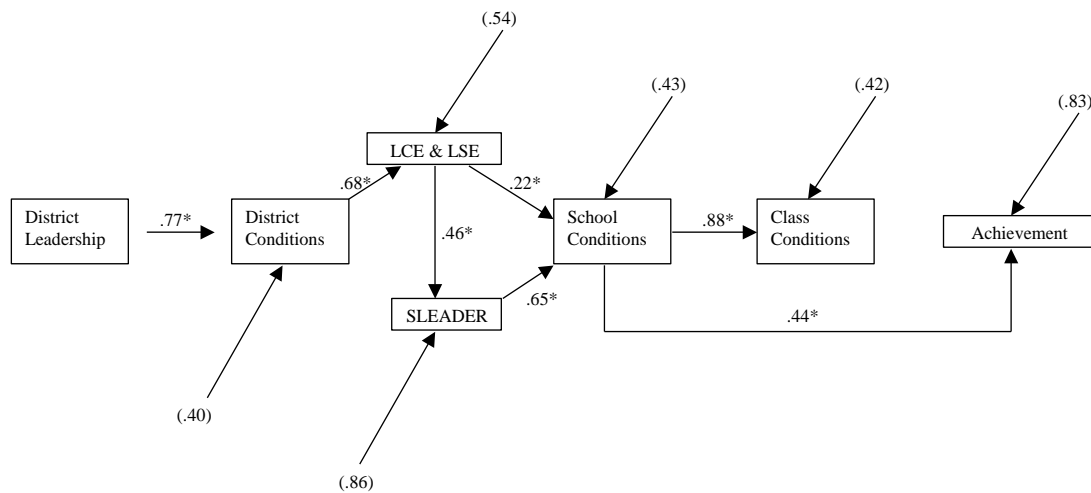 (.54)
(.43)
(.42)
(.83)
LCE & LSE
.68*
.22*
District
Leadership
.77*
District
Conditions
.46*
School
Conditions
.88*
Class
Conditions
Achievement
SLEADER
.65*
.44*
(.40)
(.86)